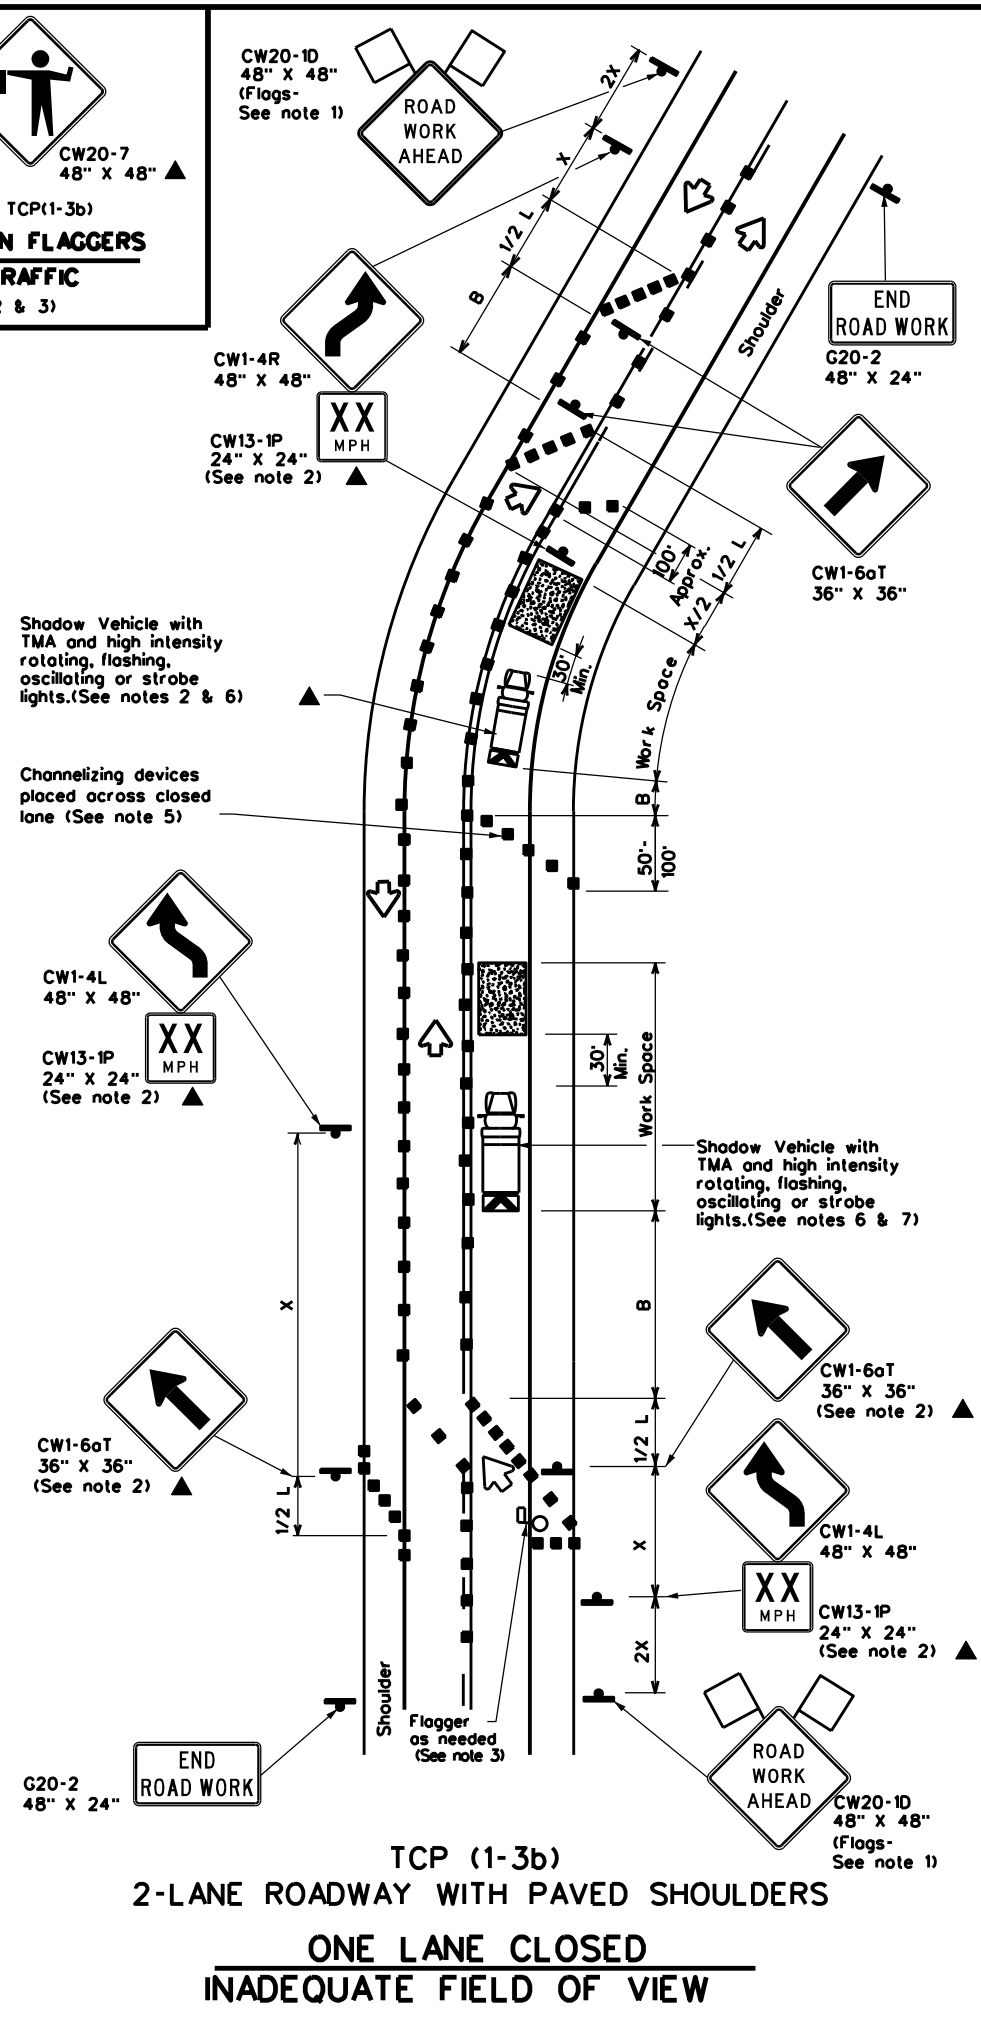 CW20-7
48" X 48"
TCP(1-3b)
N FLAGGERS
RAFFIC
& 3)
CW20-1D
48" X 48"
(Flags-
See note 1)
ROAD
WORK
AHEAD
2X
X
1/2 L
B
CW1-4R
48" X 48"
XX
MPH
CW13-1P
24" X 24"
(See note 2)
Shoulder
END
ROAD WORK
G20-2
48" X 24"
CW1-6aT
36" X 36"
100'
Approx.
1/2 L
X/2
Shadow Vehicle with
TMA and high intensity
rotating, flashing,
oscillating or strobe
lights.(See notes 2 & 6)
30'
Min.
Work Space
B
Channelizing devices
placed across closed
lane (See note 5)
50'-
100'
CW1-4L
48" X 48"
XX
MPH
CW13-1P
24" X 24"
(See note 2)
30'
Min.
Work Space
Shadow Vehicle with
TMA and high intensity
rotating, flashing,
oscillating or strobe
lights.(See notes 6 & 7)
X
B
CW1-6aT
36" X 36"
(See note 2)
1/2 L
CW1-6aT
36" X 36"
(See note 2)
1/2 L
X
CW1-4L
48" X 48"
XX
MPH
CW13-1P
24" X 24"
(See note 2)
2X
Shoulder
Flagger
as needed
(See note 3)
END
ROAD WORK
G20-2
48" X 24"
ROAD
WORK
AHEAD
CW20-1D
48" X 48"
(Flags-
See note 1)
TCP (1-3b)
2-LANE ROADWAY WITH PAVED SHOULDERS
ONE LANE CLOSED
INADEQUATE FIELD OF VIEW